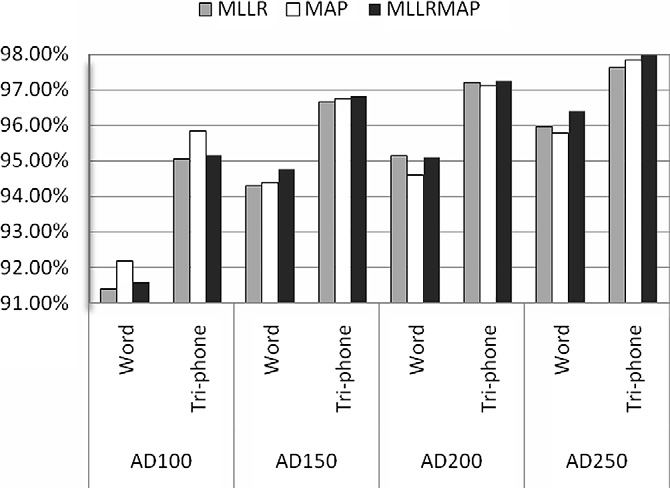 MLLR MAP MLLRMAP
98.00%
97.00%
96.00%
95.00%
94.00%
93.00%
92.00%
91.00%
Word Tri-phone Word Tri-phone Word Tri-phone Word Tri-phone
AD100 AD150 AD200 AD250